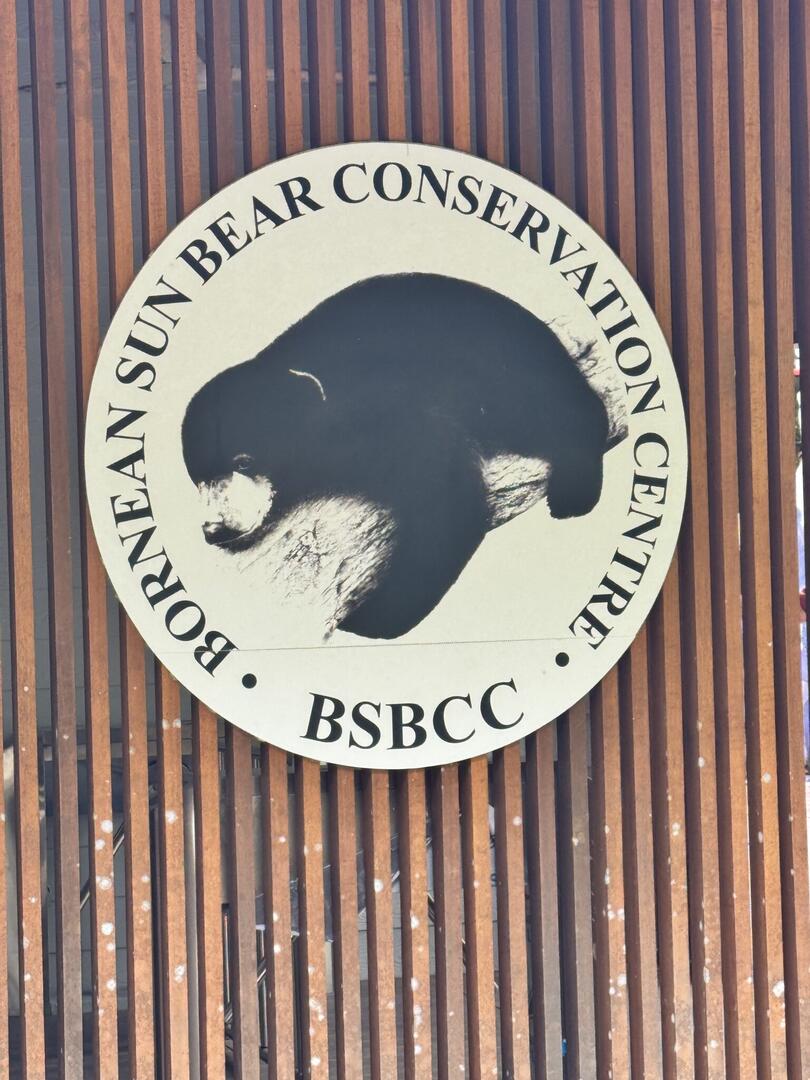 BORNEAN SUN BEAR CONSERVATION CENTRE
• BSBCC •